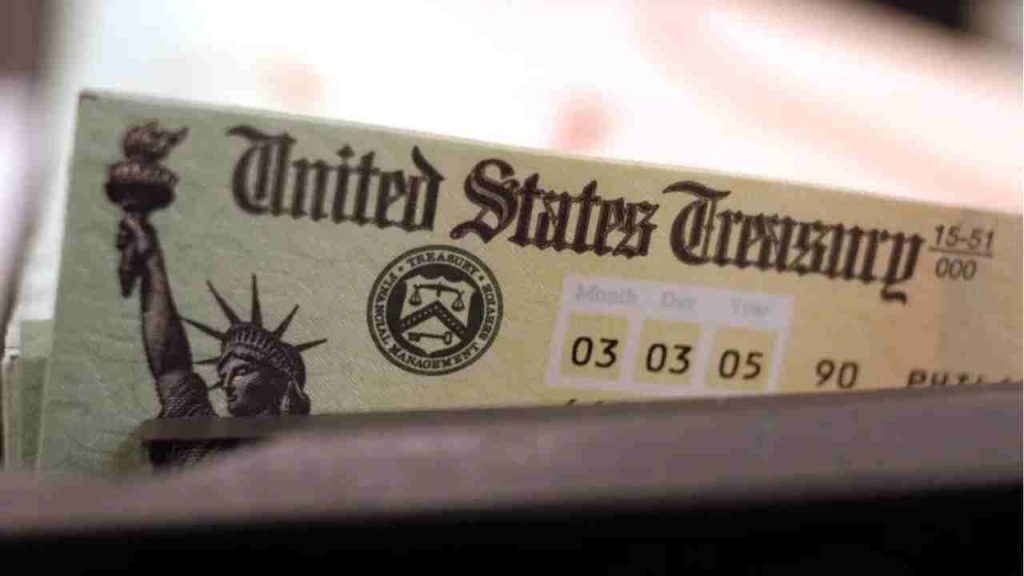 United States Treasury
15-51
000
TREASURY
FINANCIAL MANAGEMENT SERVICE
Month Day Year
03 03 05 90